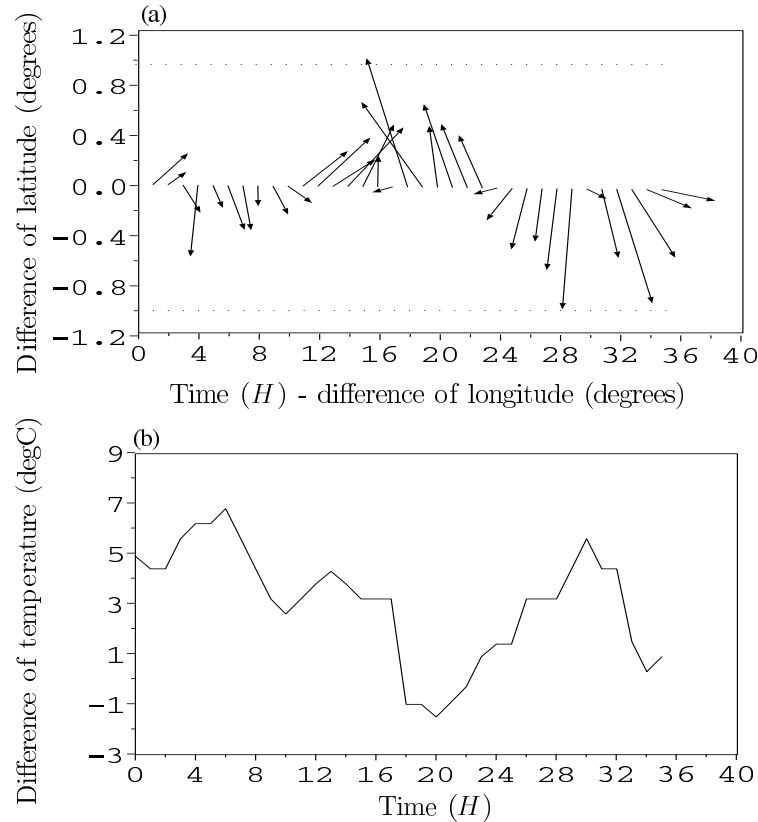 (a)
Difference of latitude (degrees)
1.2
0.8
0.4
0.0
−0.4
−0.8
−1.2
0 4 8 12 16 20 24 28 32 36 40
Time (H) - difference of longitude (degrees)
(b)
Difference of temperature (degC)
9
7
5
3
1
−1
−3
0 4 8 12 16 20 24 28 32 36 40
Time (H)